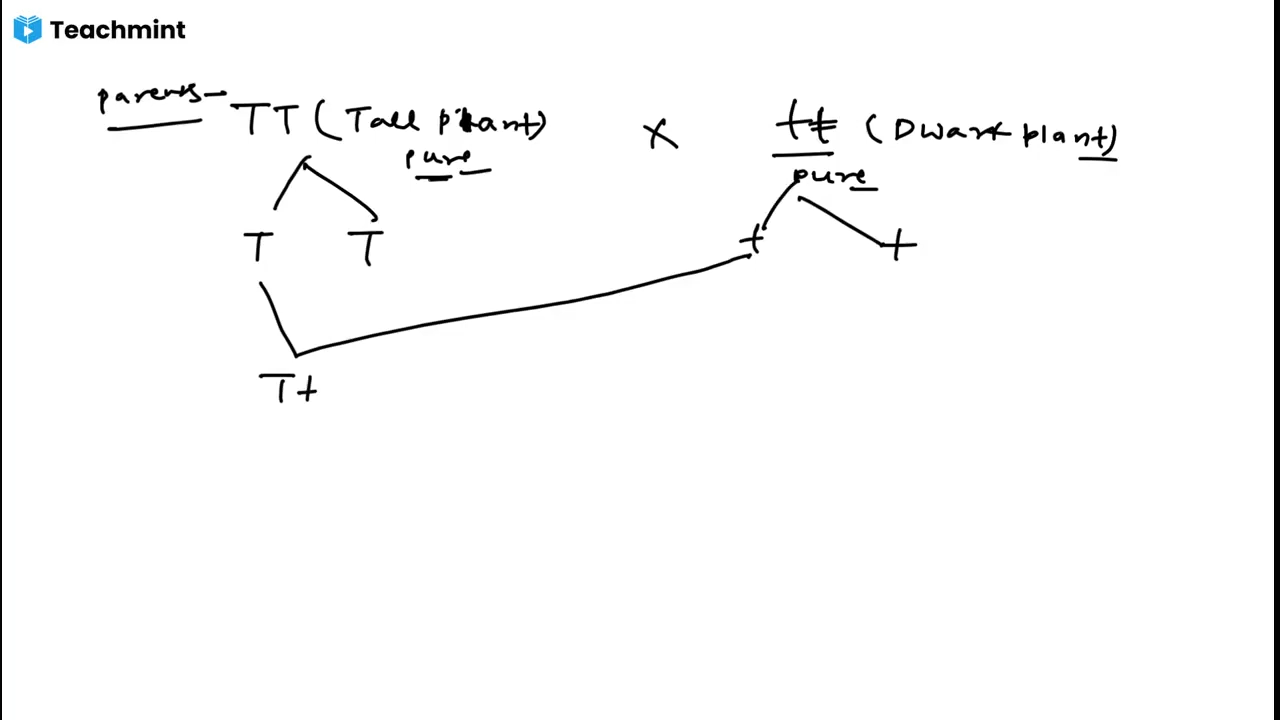 Teachmint
parents- TT (Tall plant) x tt (Dwarf plant)
pure pure
T T t t
Tt